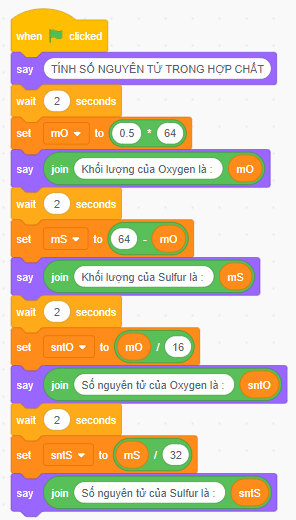 when clicked
say TÍNH SỐ NGUYÊN TỬ TRONG HỢP CHẤT
wait 2 seconds
set mO to 0.5 * 64
say join Khối lượng của Oxygen là : mO
wait 2 seconds
set mS to 64 - mO
say join Khối lượng của Sulfur là : mS
wait 2 seconds
set sntO to mO / 16
say join Số nguyên tử của Oxygen là : sntO
wait 2 seconds
set sntS to mS / 32
say join Số nguyên tử của Sulfur là : sntS